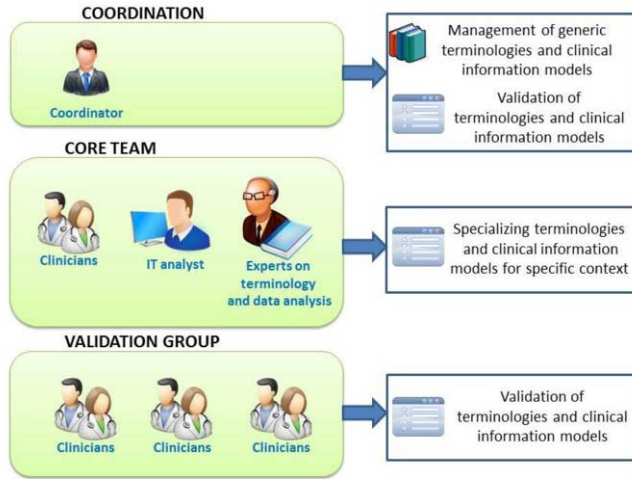 COORDINATION
Coordinator
Management of generic
terminologies and clinical
information models
Validation of
terminologies and clinical
information models
CORE TEAM
Clinicians
IT analyst
Experts on
terminology
and data analysis
Specializing terminologies
and clinical information
models for specific context
VALIDATION GROUP
Clinicians
Clinicians
Clinicians
Validation of
terminologies and clinical
information models